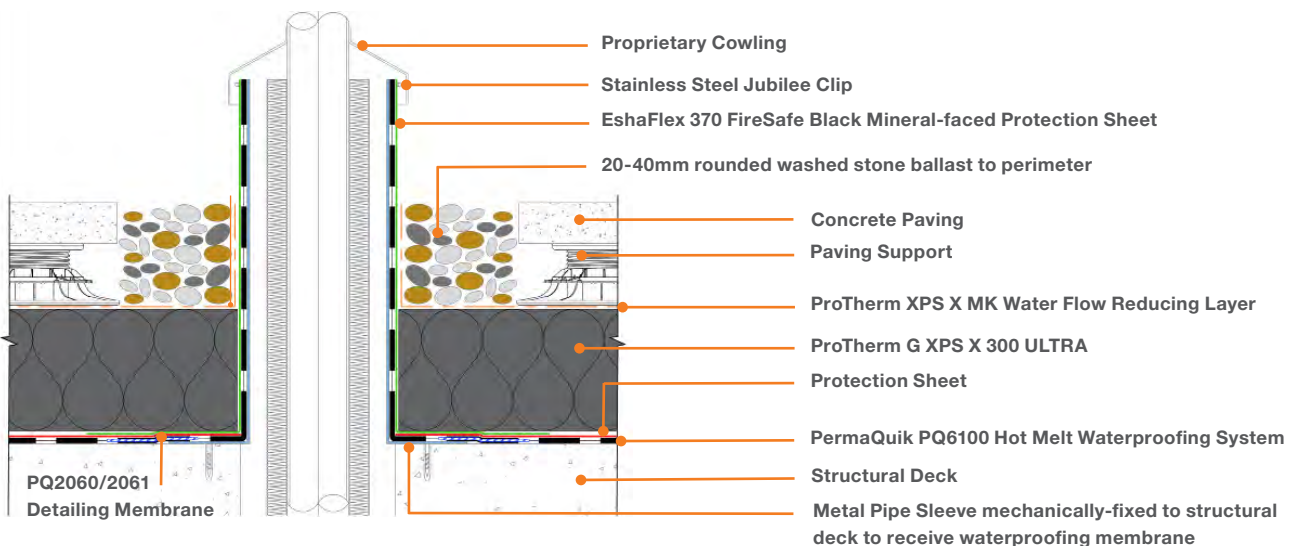 Proprietary Cowling
Stainless Steel Jubilee Clip
EshaFlex 370 FireSafe Black Mineral-faced Protection Sheet
20-40mm rounded washed stone ballast to perimeter
Concrete Paving
Paving Support
ProTherm XPS X MK Water Flow Reducing Layer
ProTherm G XPS X 300 ULTRA
Protection Sheet
PermaQuik PQ6100 Hot Melt Waterproofing System
Structural Deck
Metal Pipe Sleeve mechanically-fixed to structural
deck to receive waterproofing membrane
PQ2060/2061
Detailing Membrane